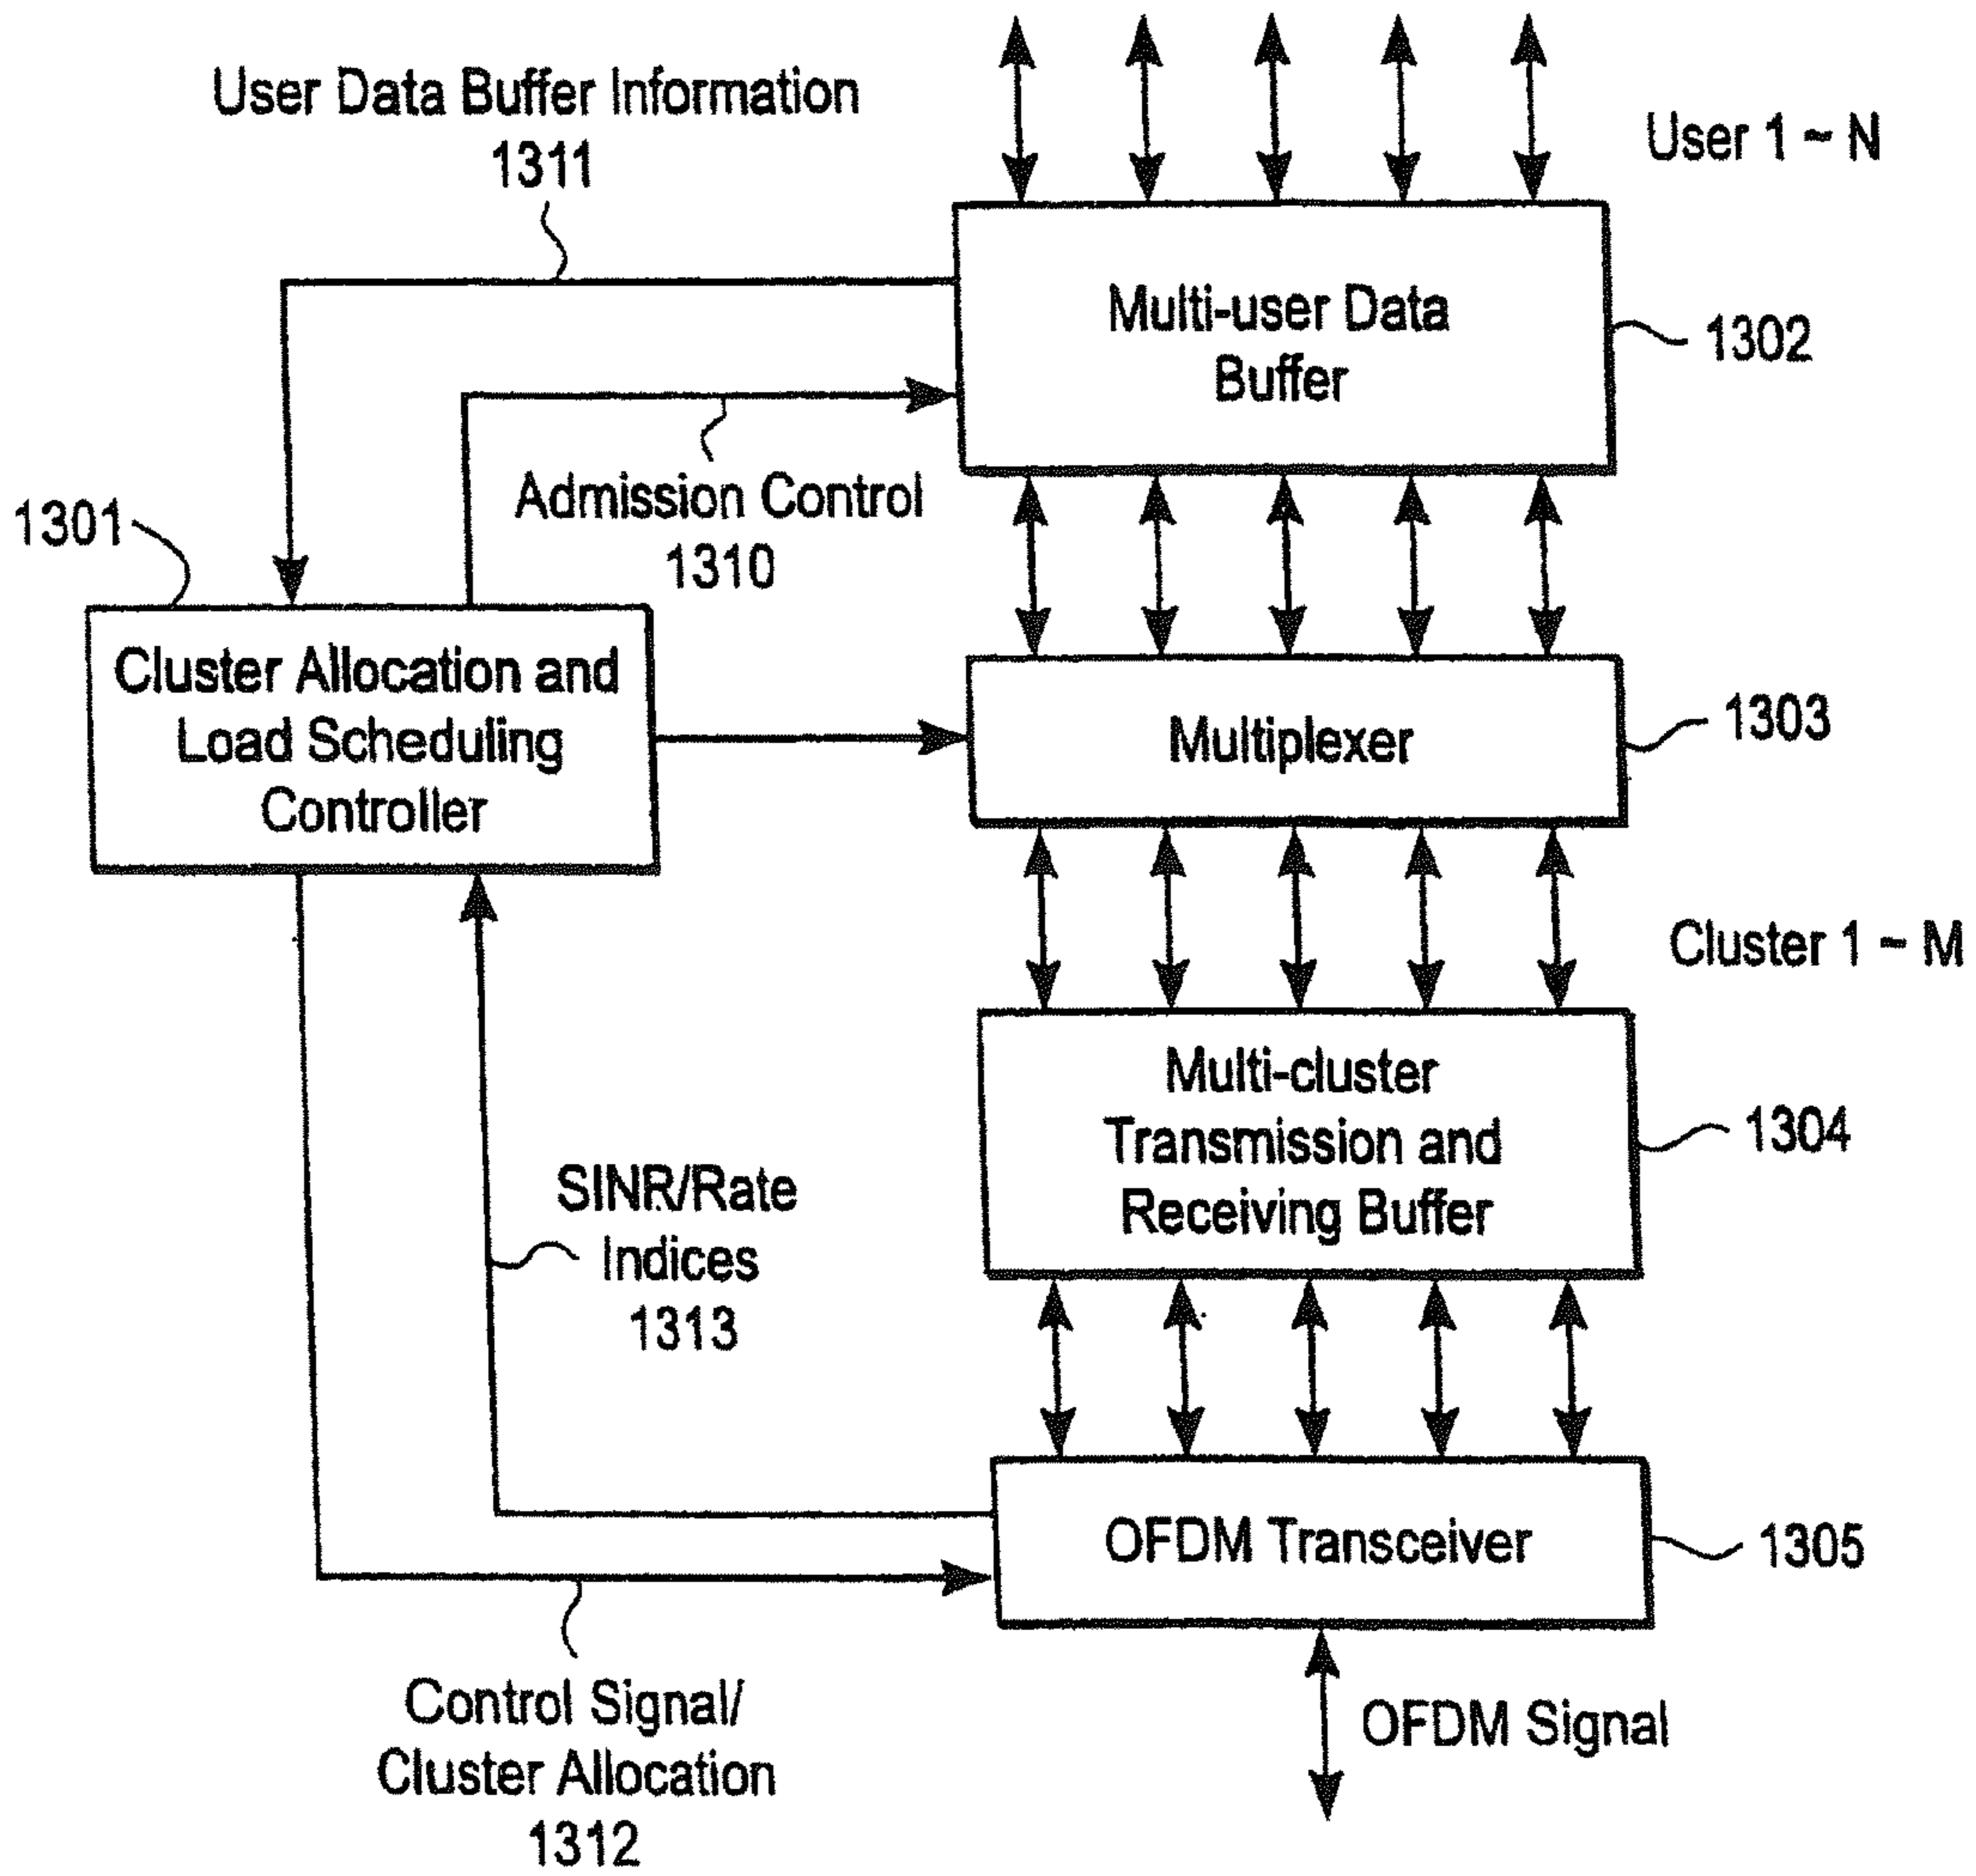 User Data Buffer Information
1311
User 1 ~ N
Multi-user Data
Buffer
1302
Admission Control
1310
1301
Cluster Allocation and
Load Scheduling
Controller
Multiplexer
1303
Cluster 1 ~ M
Multi-cluster
Transmission and
Receiving Buffer
1304
SINR/Rate
Indices
1313
OFDM Transceiver
1305
Control Signal/
Cluster Allocation
1312
OFDM Signal